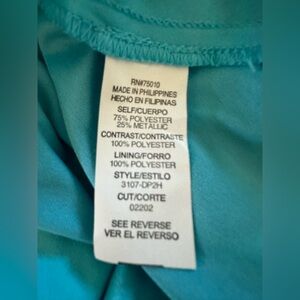 RN#75010
MADE IN PHILIPPINES
HECHO EN FILIPINAS
SELF/CUERPO
75% POLYESTER
25% METALLIC
CONTRAST/CONTRASTE
100% POLYESTER
LINING/FORRO
100% POLYESTER
STYLE/ESTILO
3107-DP2H
CUT/CORTE
02202
SEE REVERSE
VER EL REVERSO